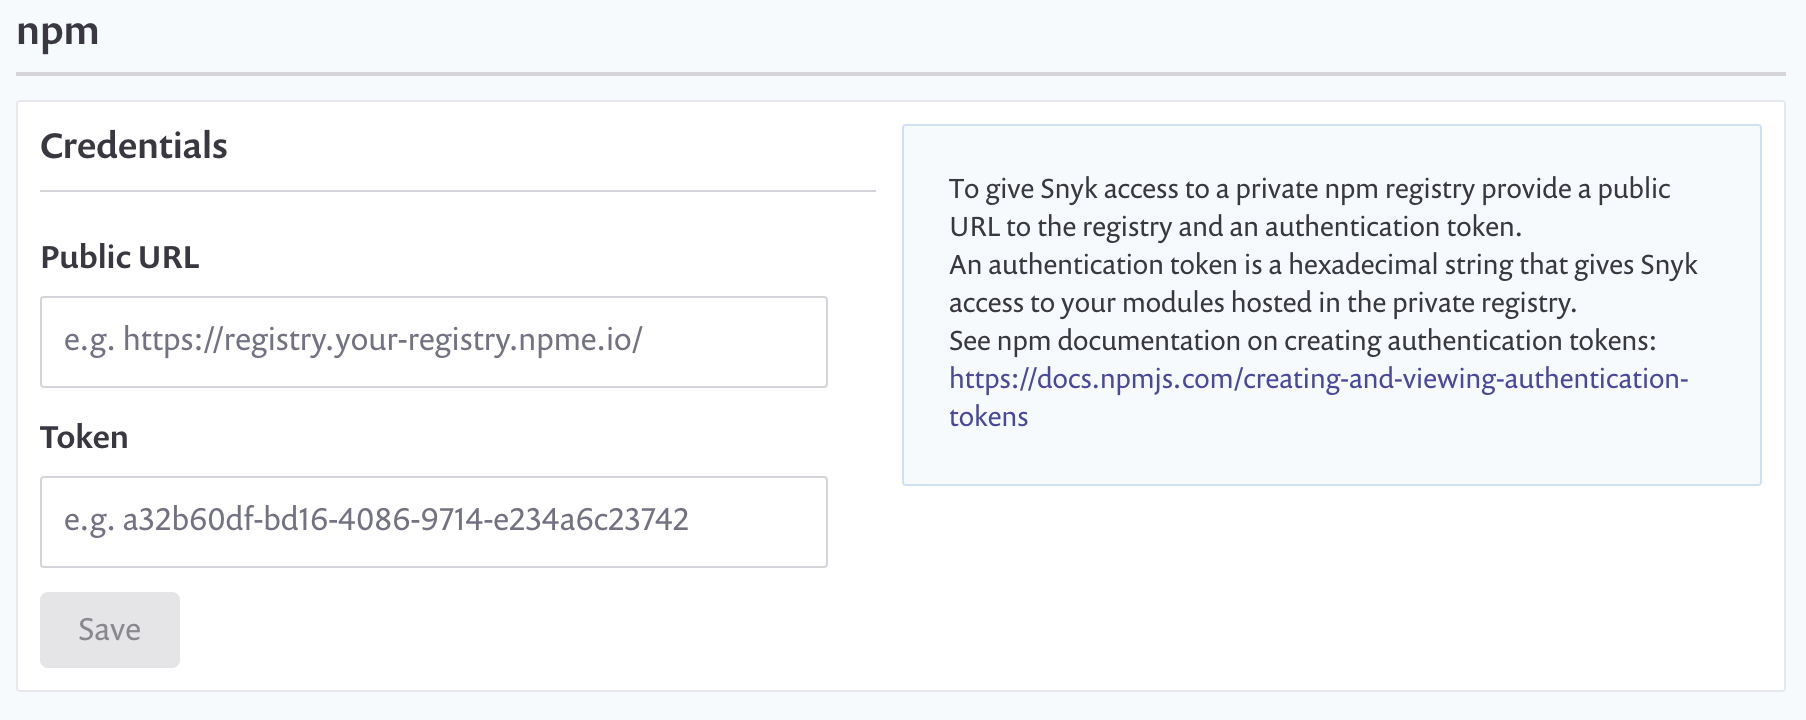 npm
Credentials
Public URL
e.g. https://registry.your-registry.npme.io/
Token
e.g. a32b60df-bd16-4086-9714-e234a6c23742
Save
To give Snyk access to a private npm registry provide a public
URL to the registry and an authentication token.
An authentication token is a hexadecimal string that gives Snyk
access to your modules hosted in the private registry.
See npm documentation on creating authentication tokens:
https://docs.npmjs.com/creating-and-viewing-authentication-
tokens